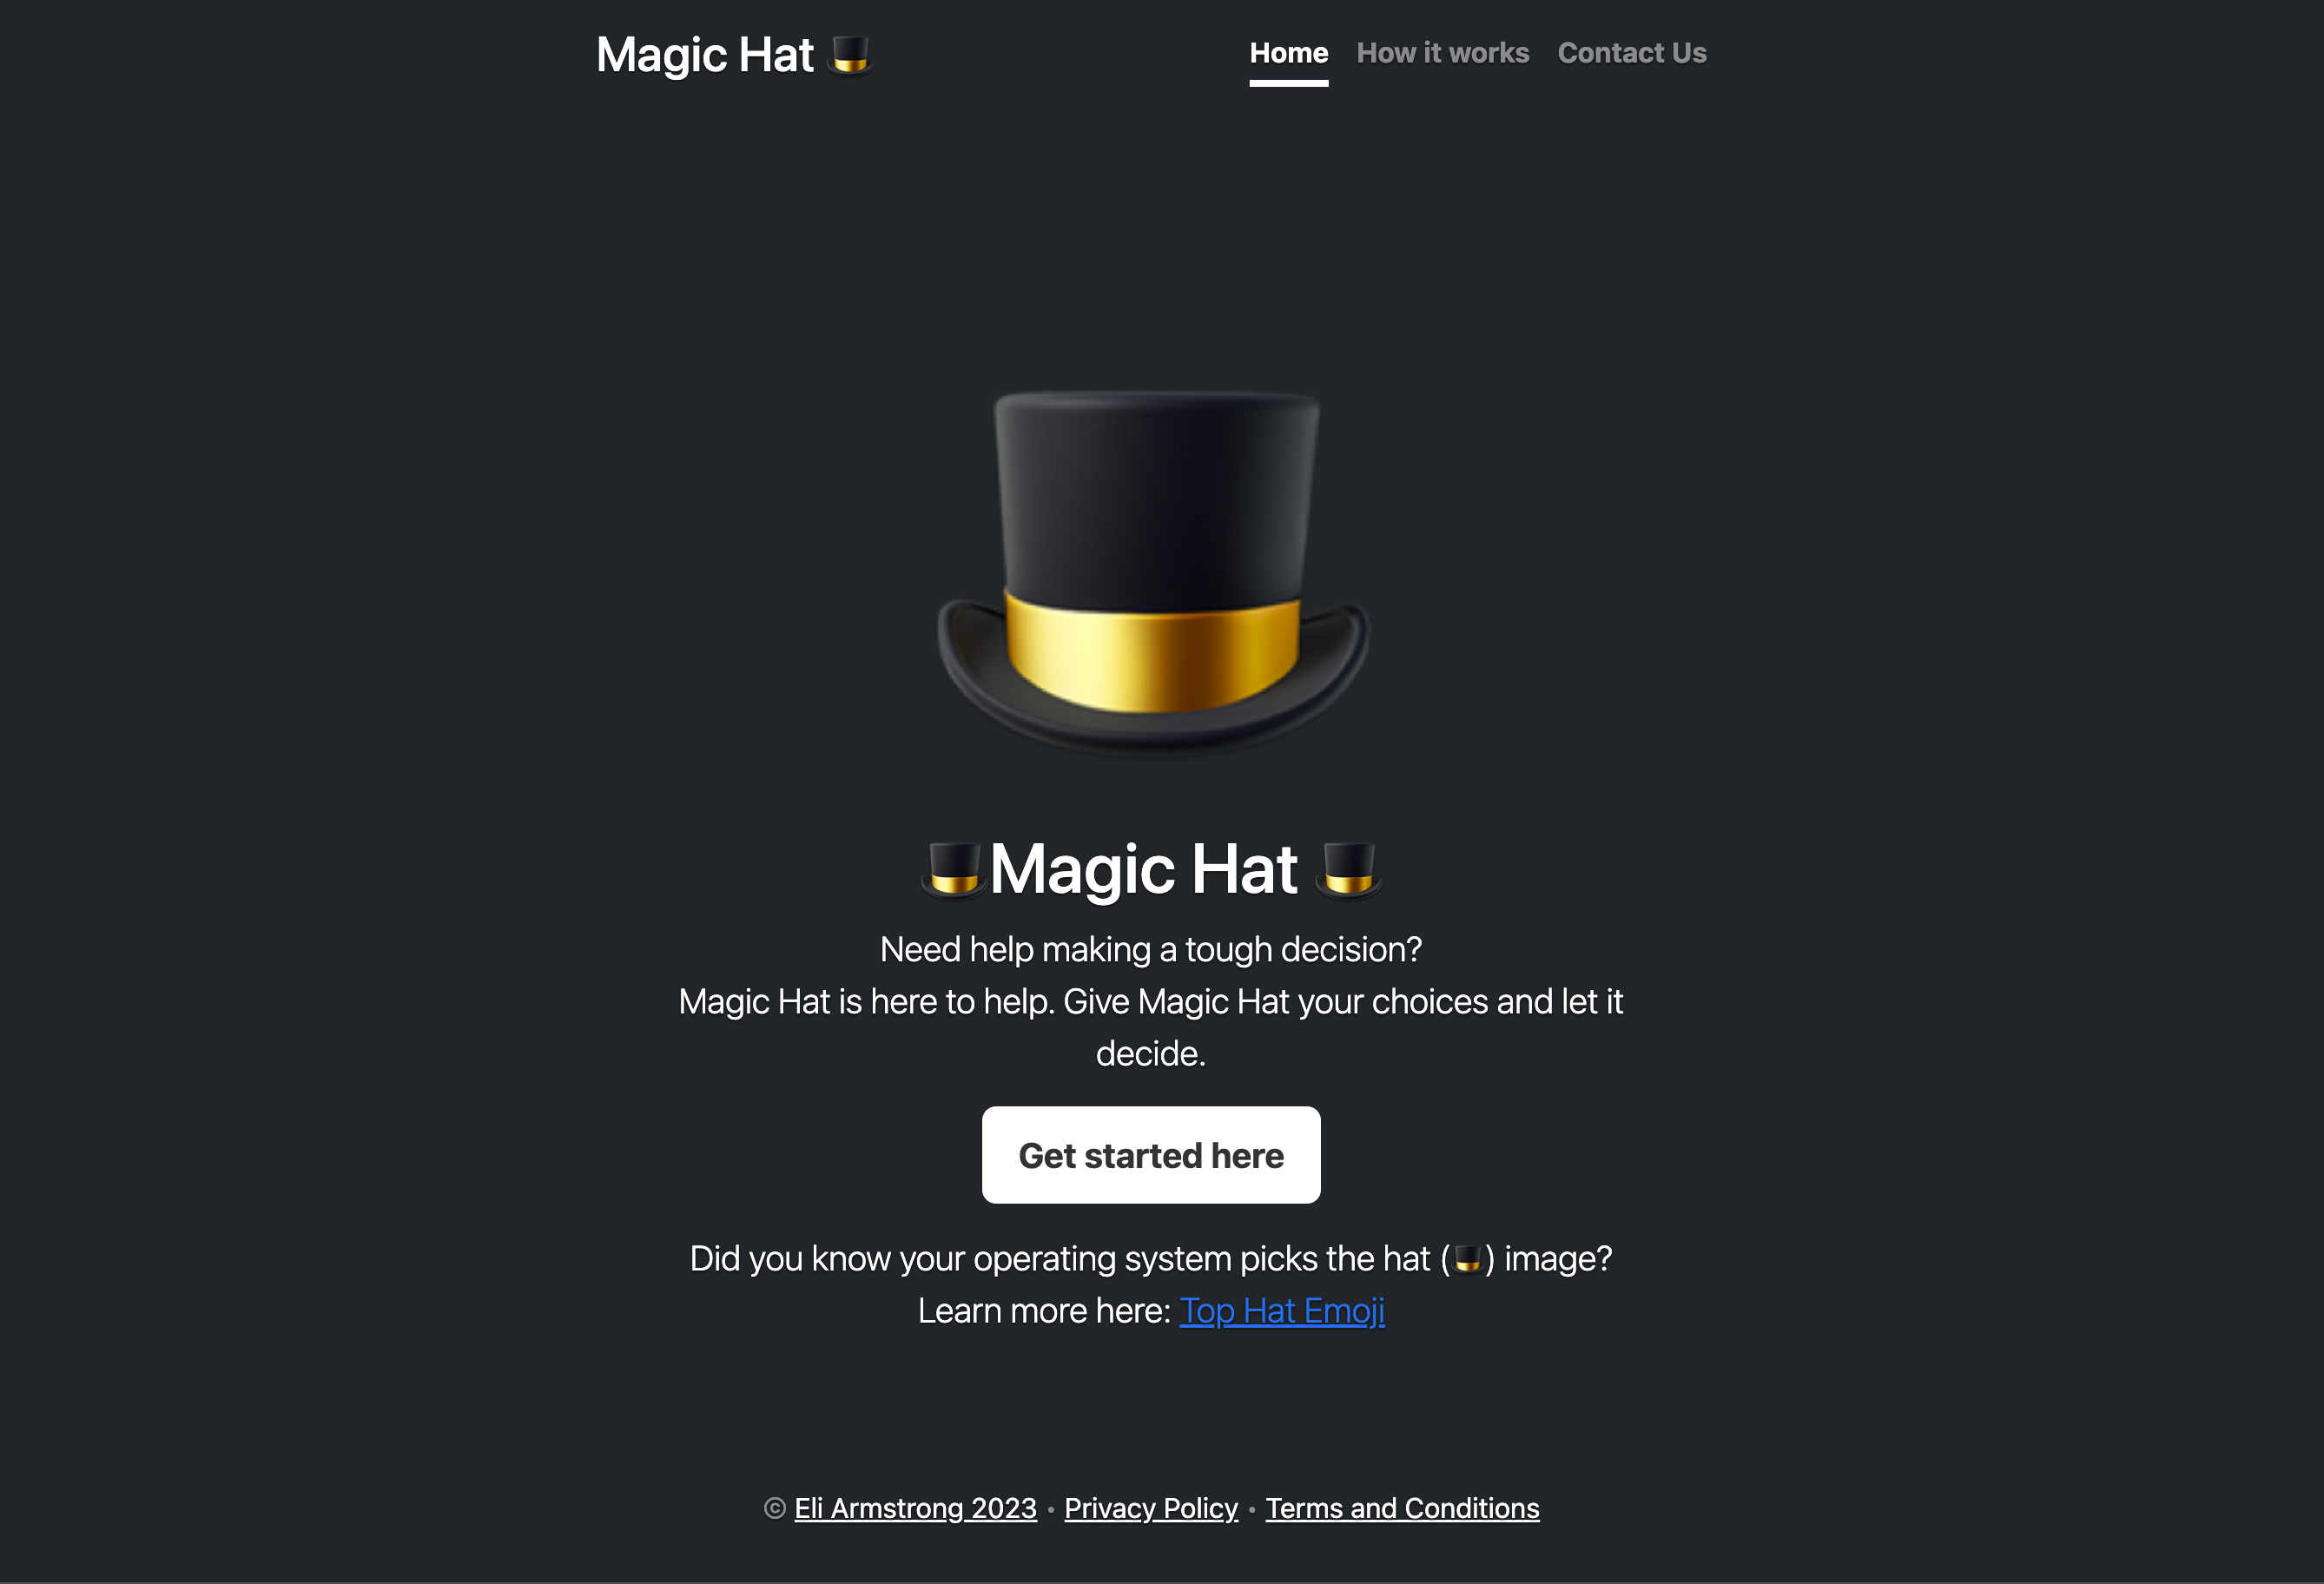 Magic Hat 🎩
Home How it works Contact Us
🎩Magic Hat 🎩
Need help making a tough decision?
Magic Hat is here to help. Give Magic Hat your choices and let it
decide.
Get started here
Did you know your operating system picks the hat (🎩) image?
Learn more here: Top Hat Emoji
© Eli Armstrong 2023 • Privacy Policy • Terms and Conditions